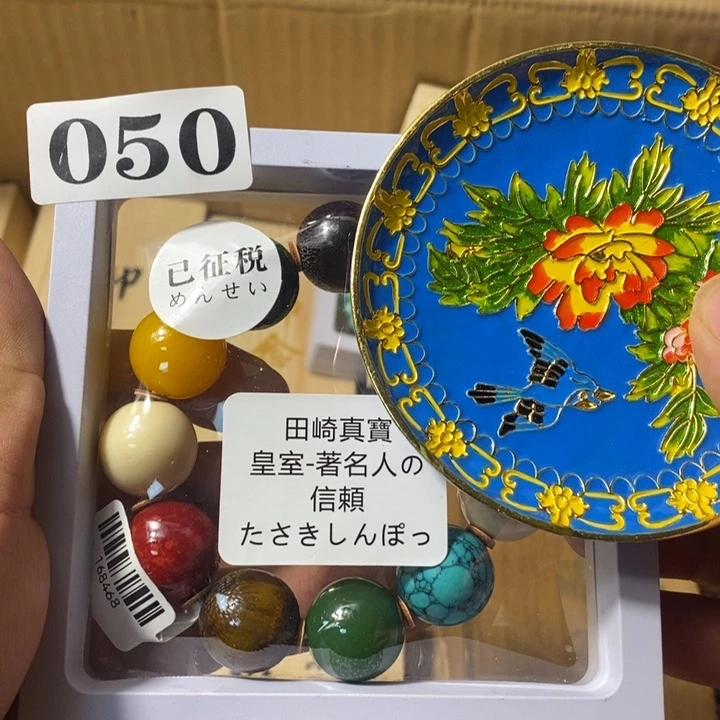 050
已征税
めんせい
田崎真寶
皇室-著名人の
信頼
たさきしんぽっ
168468